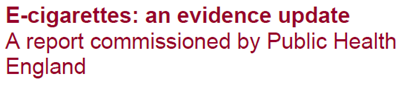 E-cigarettes: an evidence update
A report commissioned by Public Health
England